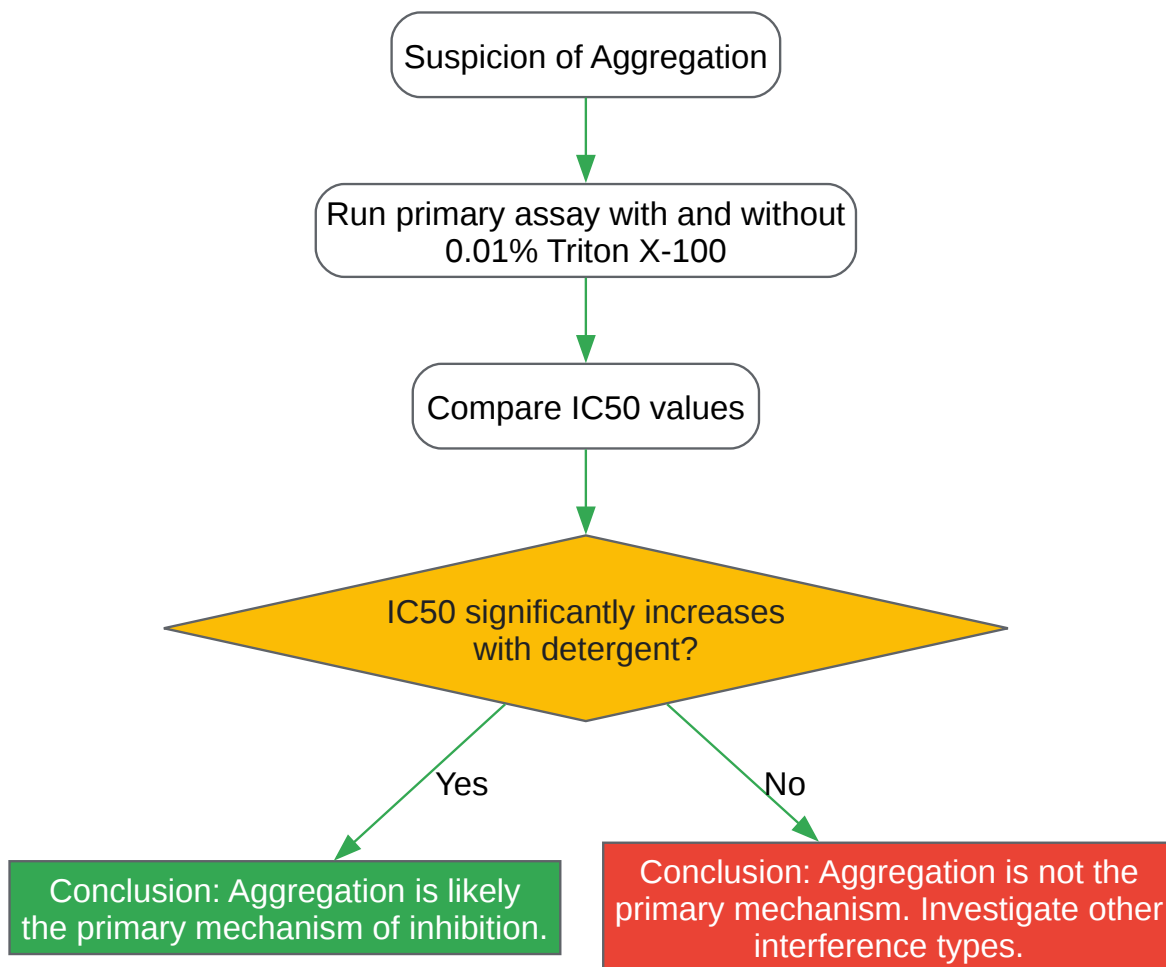 Suspicion of Aggregation
Run primary assay with and without
0.01% Triton X-100
Compare IC50 values
IC50 significantly increases
with detergent?
Yes
No
Conclusion: Aggregation is likely
the primary mechanism of inhibition.
Conclusion: Aggregation is not the
primary mechanism. Investigate other
interference types.